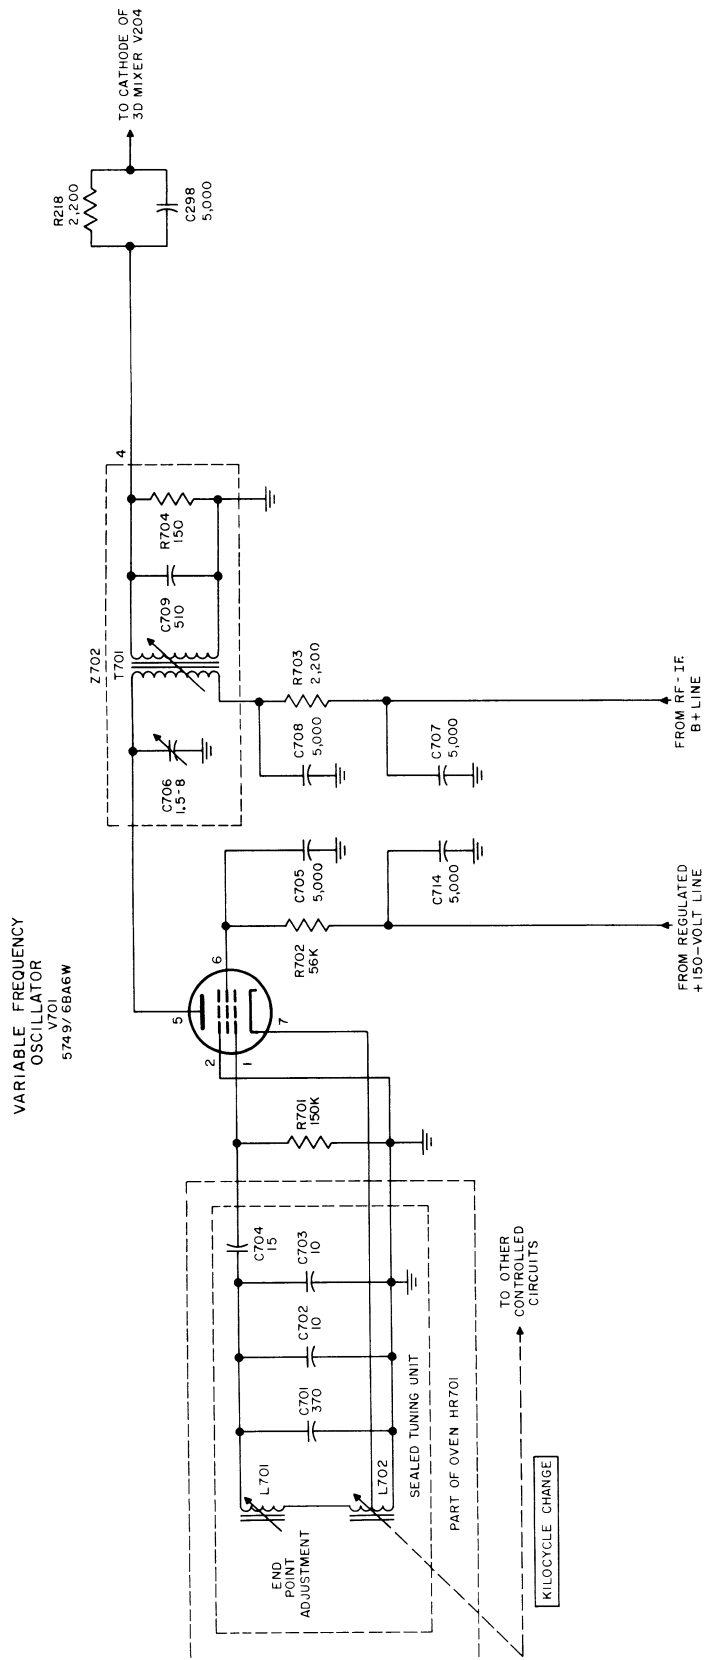 VARIABLE FREQUENCY
OSCILLATOR
V701
5749/6BA6W
END
POINT
ADJUSTMENT
L701
L702
C701
370
C702
10
C703
10
C704
15
SEALED TUNING UNIT
PART OF OVEN HR701
KILOCYCLE CHANGE
TO OTHER
CONTROLLED
CIRCUITS
R701
150K
2
1
5
6
7
R702
56K
C705
5,000
C714
5,000
FROM REGULATED
+150-VOLT LINE
C706
1.5-8
Z702
T701
C708
5,000
R703
2,200
C707
5,000
FROM RF-IF
B+ LINE
C709
510
R704
150
4
R218
2,200
C298
5,000
TO CATHODE OF
3D MIXER V204